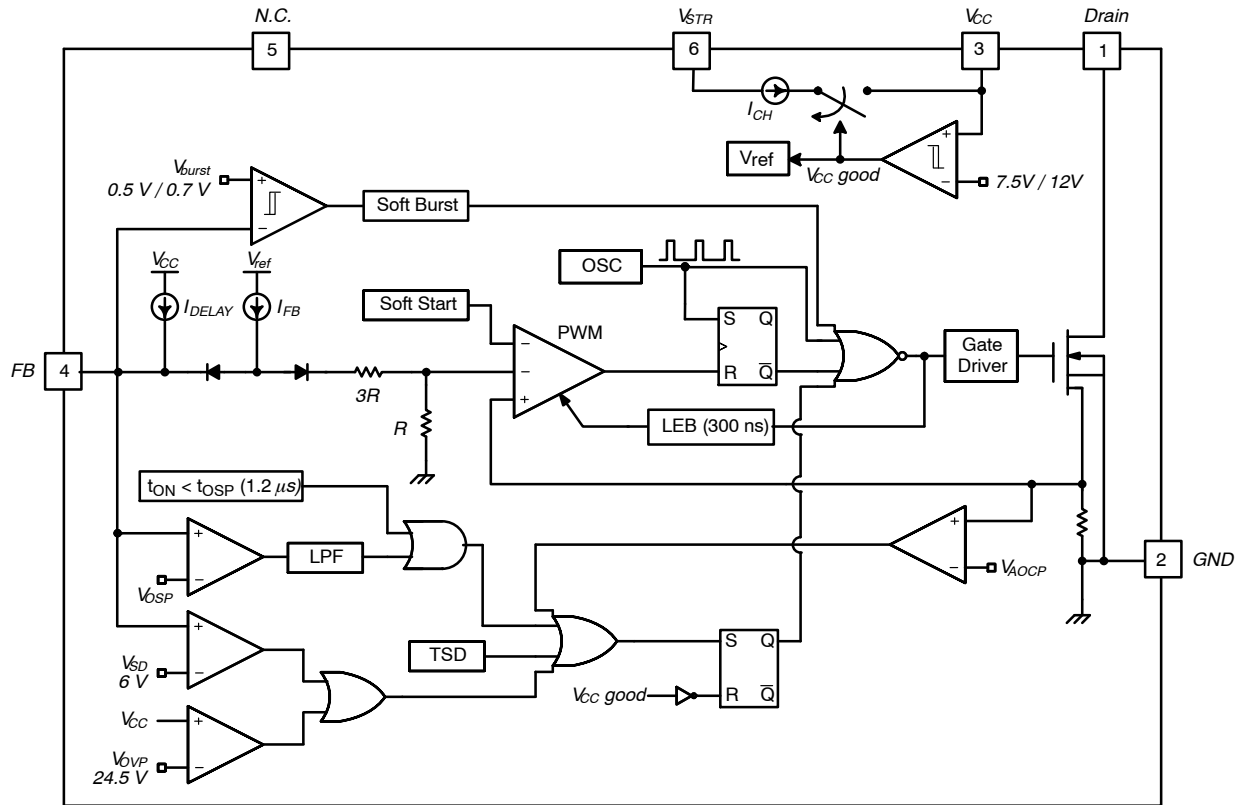 N.C.
5
VSTR
6
VCC
3
Drain
1
ICH
Vref
VCC good
+
−
7.5V / 12V
Vburst
0.5 V / 0.7 V
+
−
Soft Burst
VCC
IDELAY
Vref
IFB
OSC
Soft Start
PWM
−
−
+
S Q
R Q̅
Gate
Driver
FB
4
3R
R
LEB (300 ns)
tON < tOSP (1.2 μs)
+
−
VOSP
LPF
+
−
VAOCP
2
GND
+
−
VSD
6 V
TSD
S Q
R Q̅
VCC good
VCC
+
−
VOVP
24.5 V